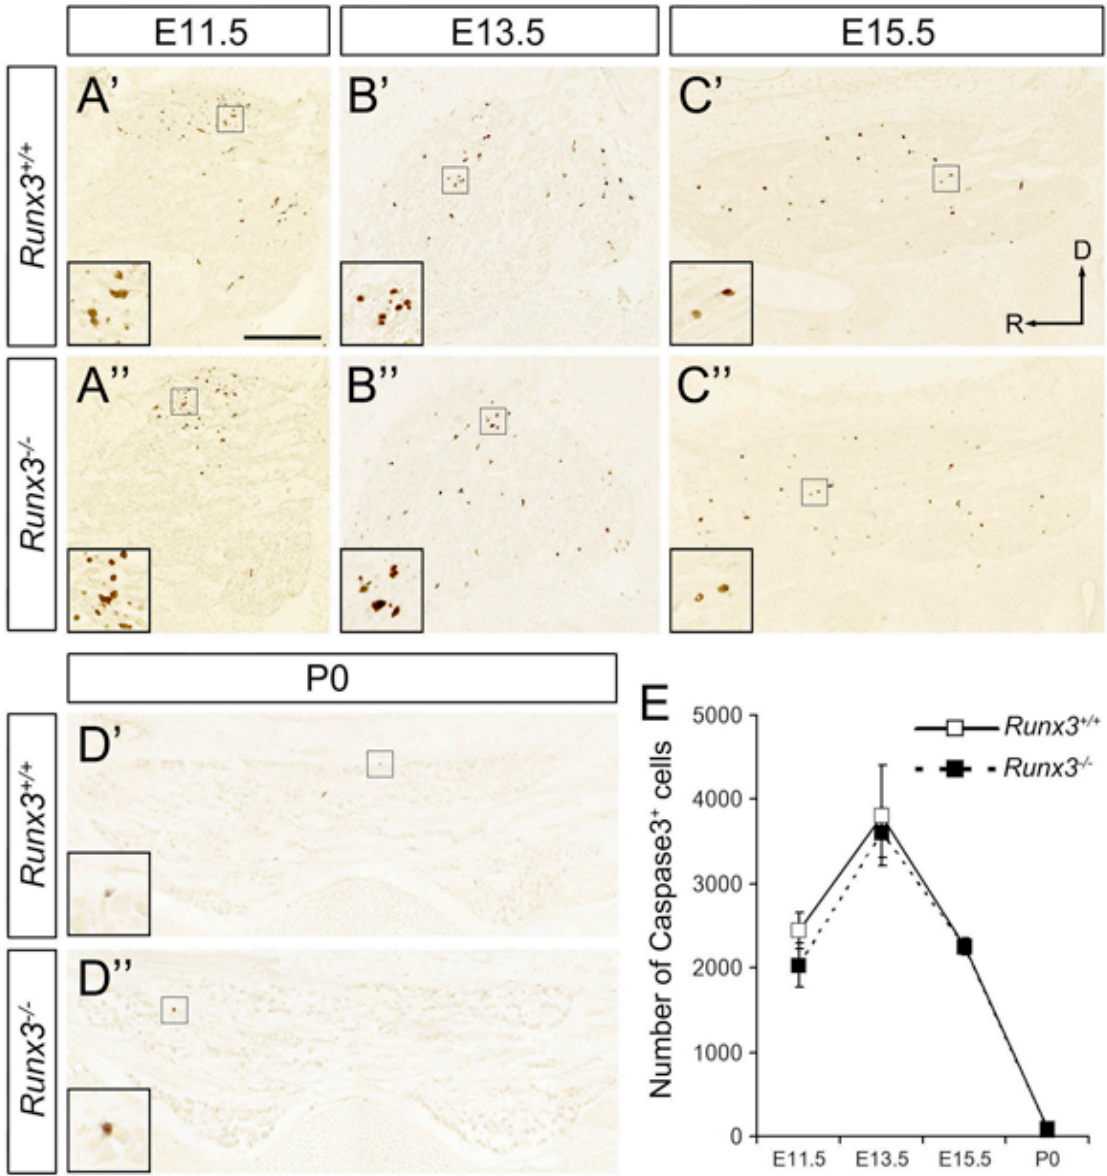 E11.5 E13.5 E15.5
Runx3+/+ A' B' C'
D
R
Runx3-/- A'' B'' C''
P0
Runx3+/+ D'
Runx3-/- D''
E
Number of Caspase3+ cells
5000
4000
3000
2000
1000
0
Runx3+/+
Runx3-/-
E11.5 E13.5 E15.5 P0